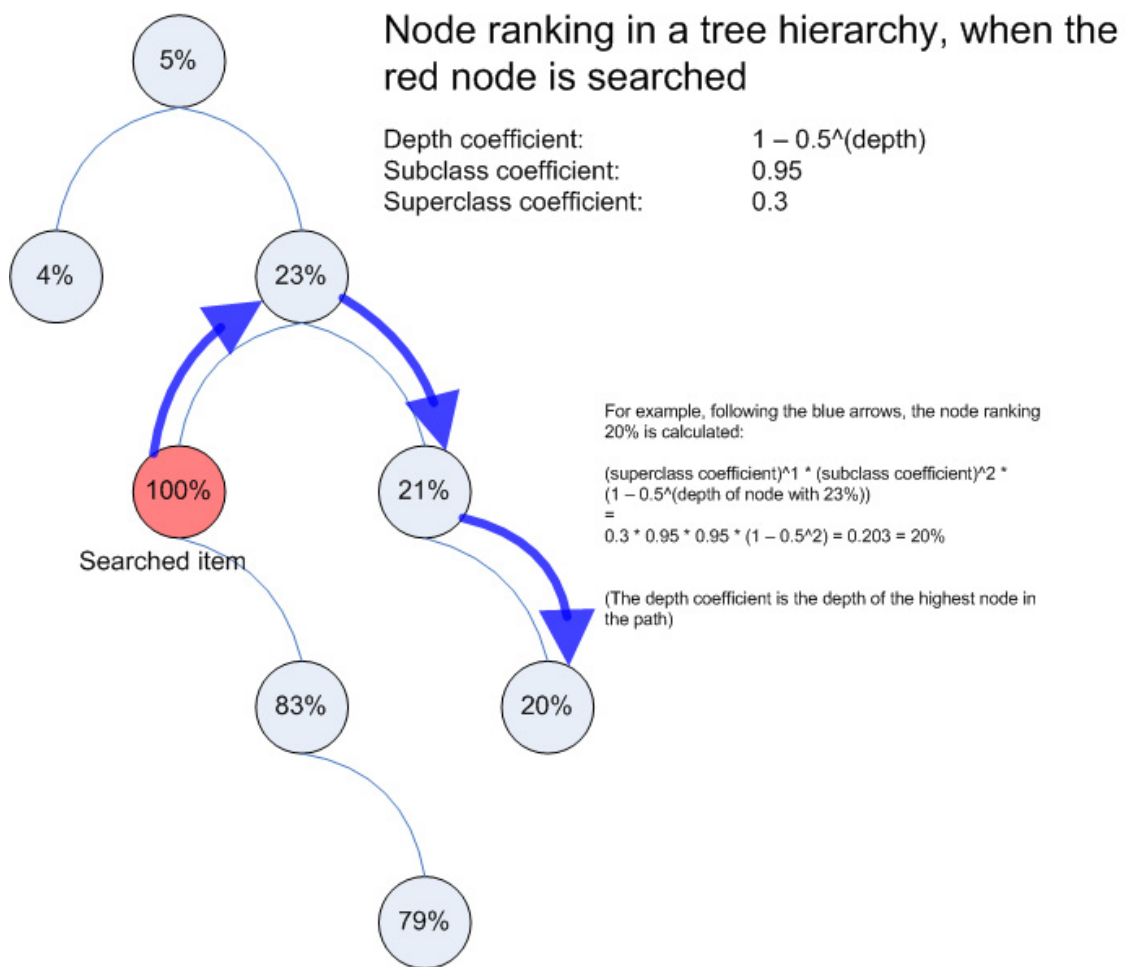 Node ranking in a tree hierarchy, when the
red node is searched
Depth coefficient: 1 – 0.5^(depth)
Subclass coefficient: 0.95
Superclass coefficient: 0.3
5%
4%
23%
100%
Searched item
21%
83%
20%
79%
For example, following the blue arrows, the node ranking
20% is calculated:
(superclass coefficient)^1 * (subclass coefficient)^2 *
(1 – 0.5^(depth of node with 23%))
=
0.3 * 0.95 * 0.95 * (1 – 0.5^2) = 0.203 = 20%
(The depth coefficient is the depth of the highest node in
the path)